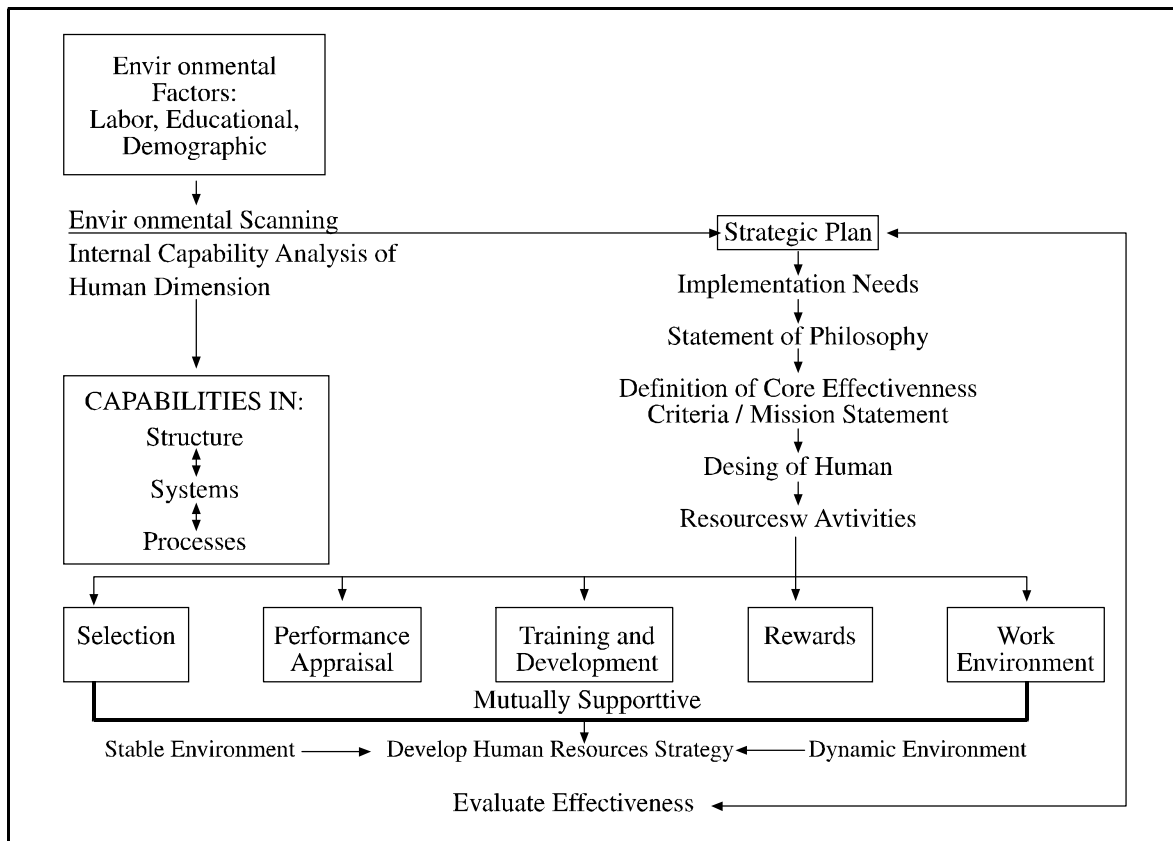 Envir onmental
Factors:
Labor, Educational,
Demographic
Envir onmental Scanning
Internal Capability Analysis of
Human Dimension
Strategic Plan
Implementation Needs
Statement of Philosophy
Definition of Core Effectivenness
Criteria / Mission Statement
Desing of Human
Resourcesw Avtivities
CAPABILITIES IN:
Structure
Systems
Processes
Selection
Performance
Appraisal
Training and
Development
Rewards
Work
Environment
Mutually Supporttive
Stable Environment
Develop Human Resources Strategy
Dynamic Environment
Evaluate Effectiveness